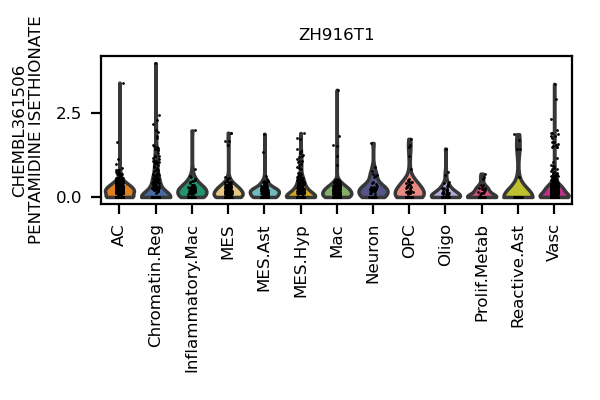 ZH916T1
CHEMBL361506
PENTAMIDINE ISETHIONATE
2.5
0.0
AC
Chromatin.Reg
Inflammatory.Mac
MES
MES.Ast
MES.Hyp
Mac
Neuron
OPC
Oligo
Prolif.Metab
Reactive.Ast
Vasc